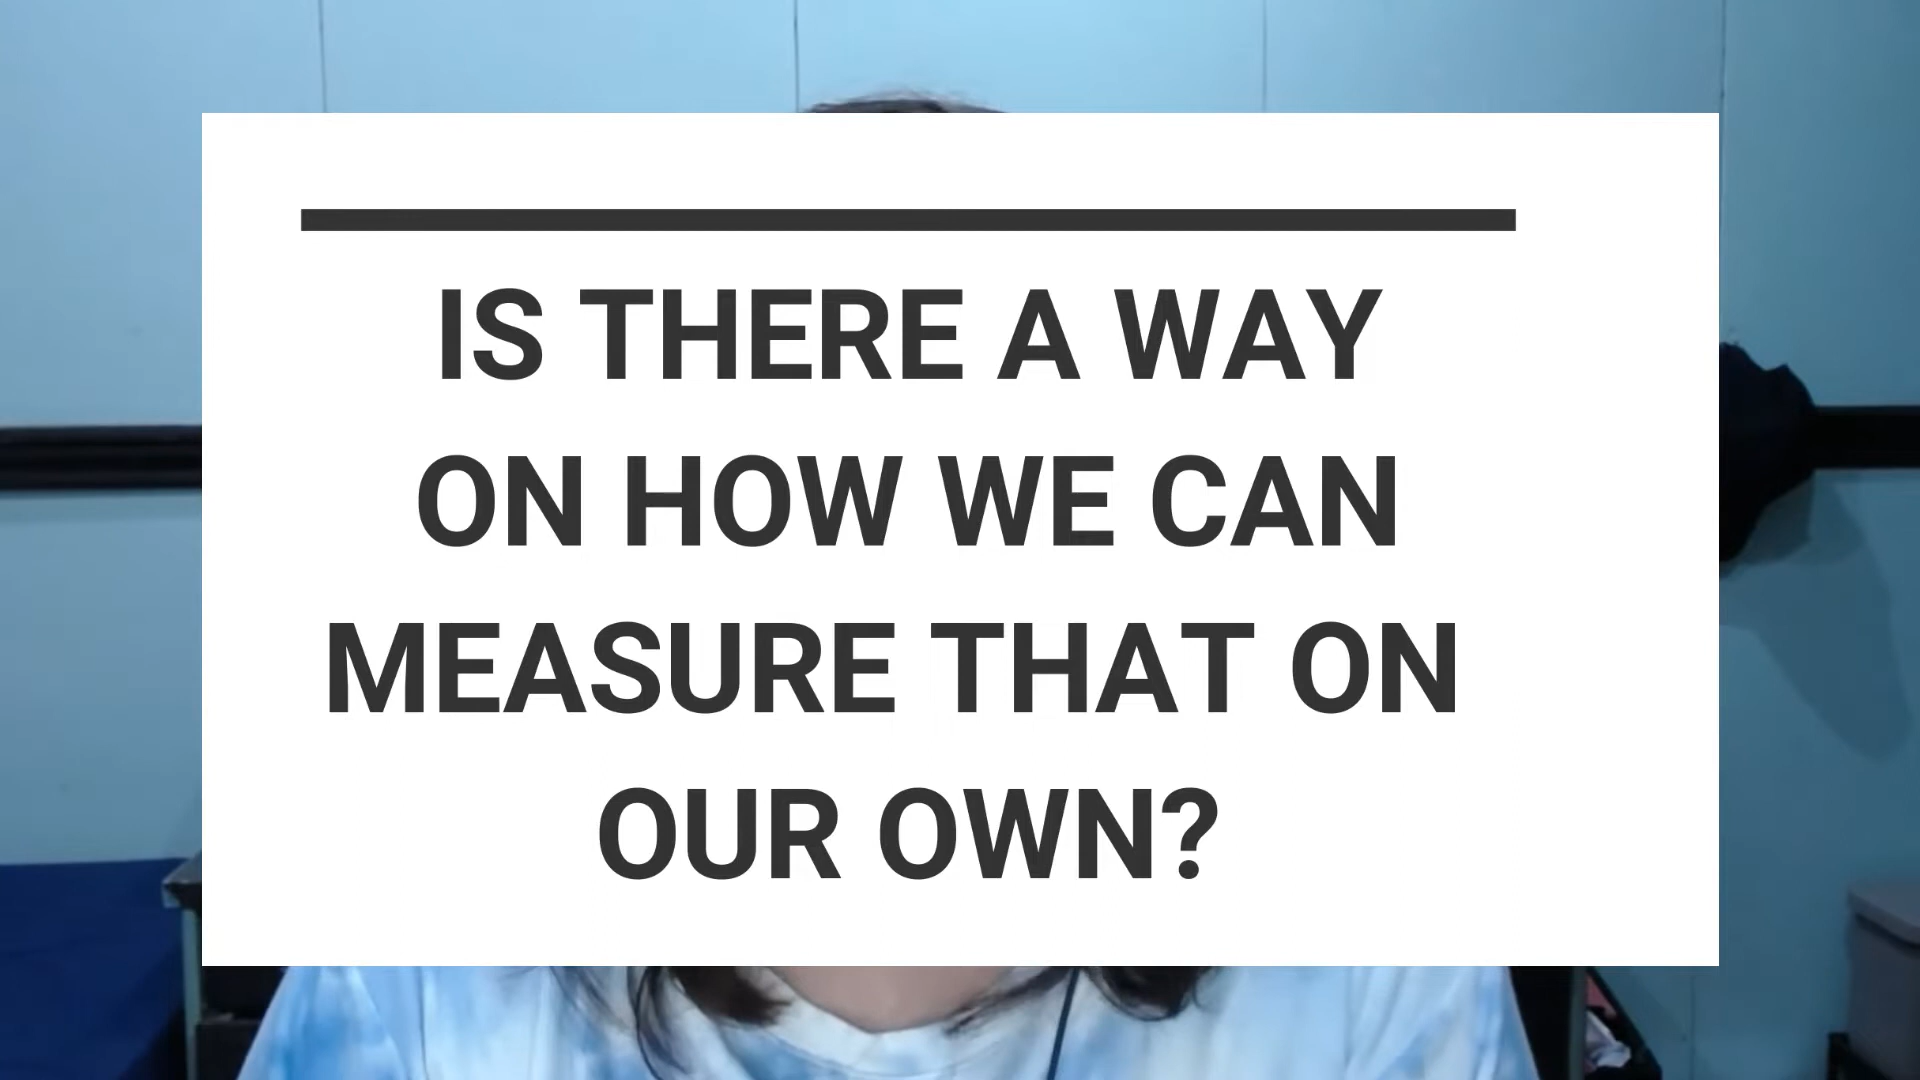 IS THERE A WAY
ON HOW WE CAN
MEASURE THAT ON
OUR OWN?